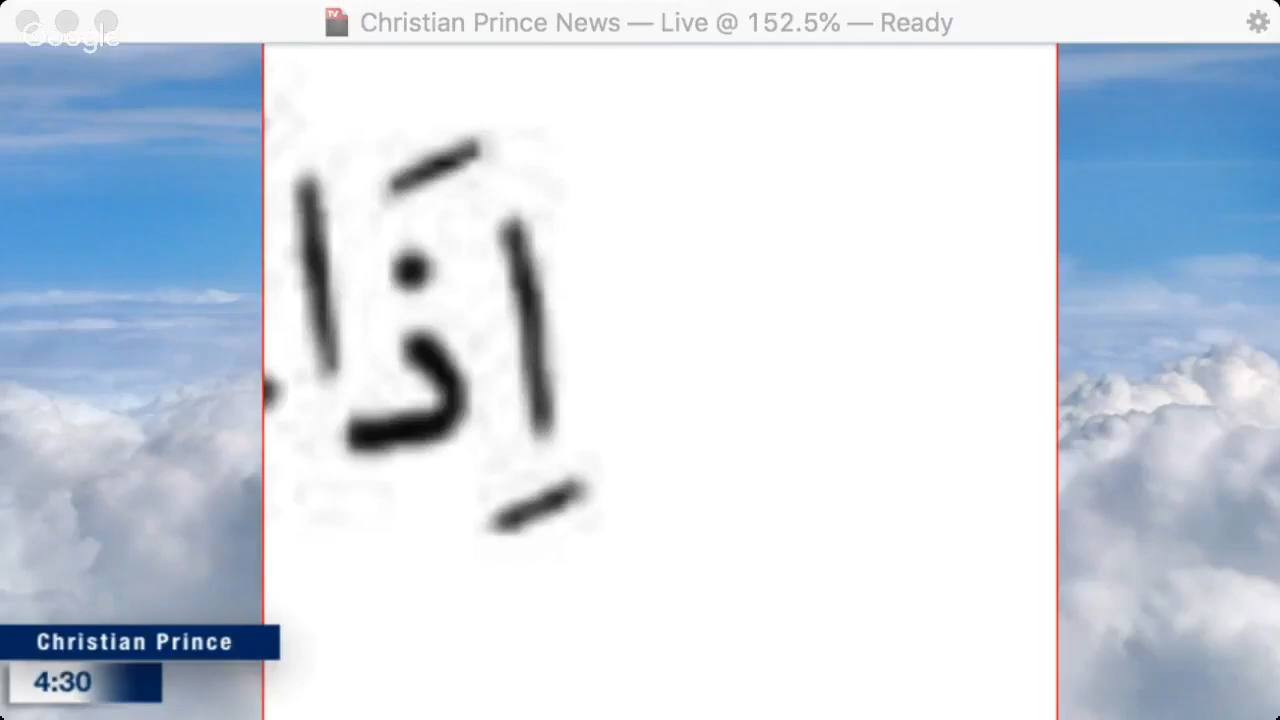 Christian Prince News — Live @ 152.5% — Ready
Google
اِذَا
Christian Prince
4:30